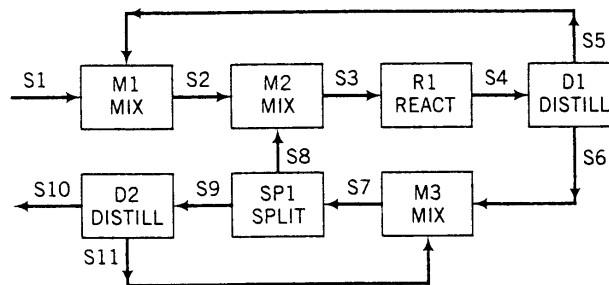 S5
S1
M1
MIX
S2
M2
MIX
S3
R1
REACT
S4
D1
DISTILL
S8
S6
S10
D2
DISTILL
S9
SP1
SPLIT
S7
M3
MIX
S11